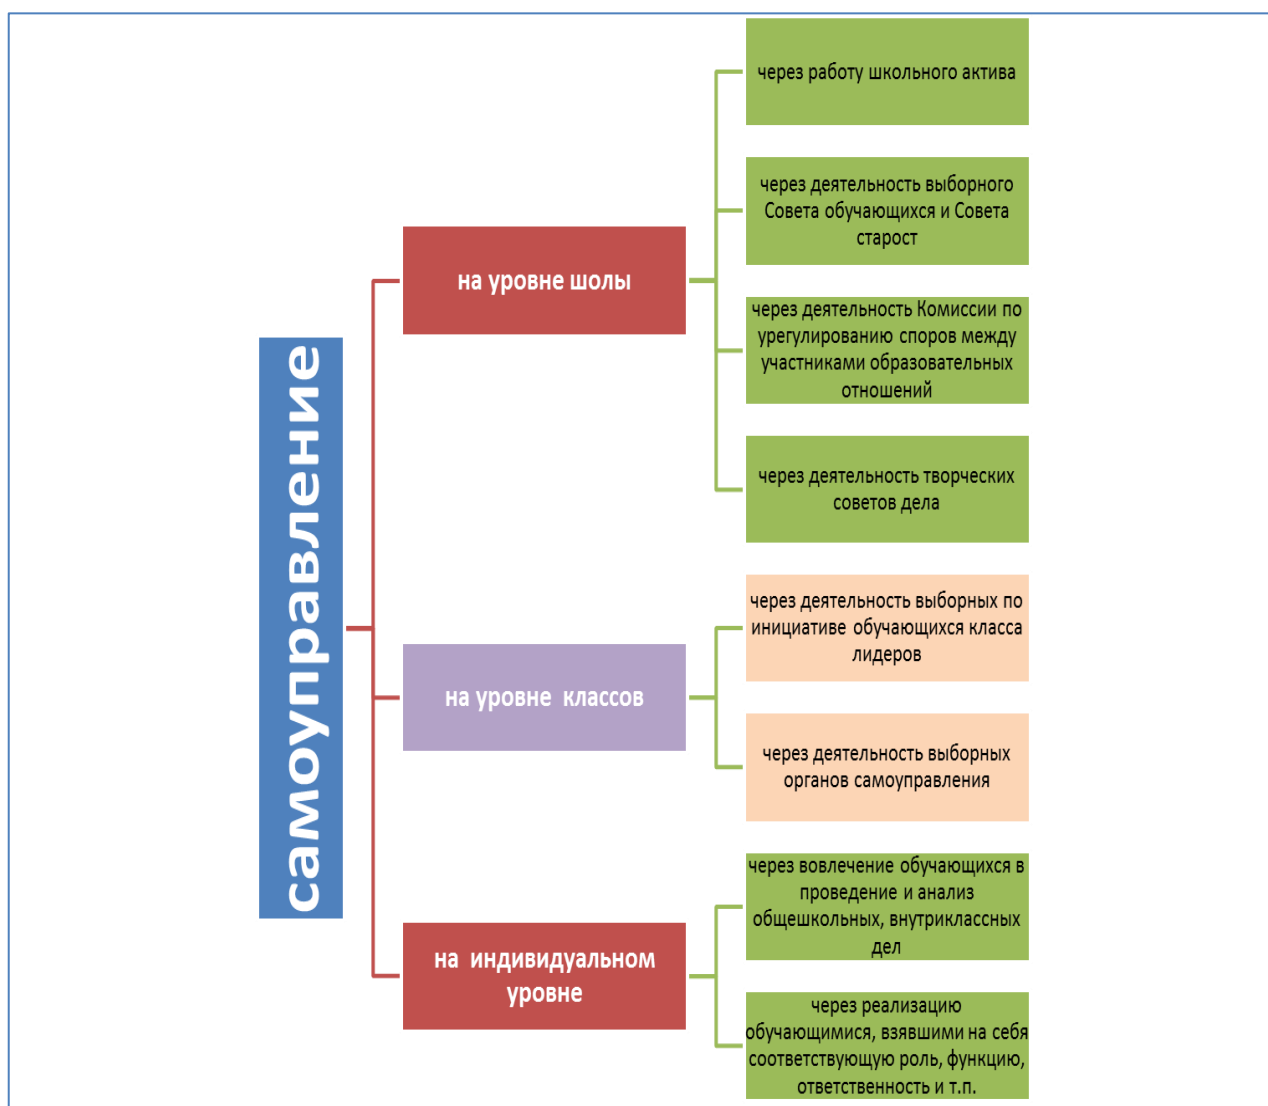 самоуправление
на уровне шолы
через работу школьного актива
через деятельность выборного
Совета обучающихся и Совета
старост
через деятельность Комиссии по
урегулированию споров между
участниками образовательных
отношений
через деятельность творческих
советов дела
на уровне классов
через деятельность выборных по
инициативе обучающихся класса
лидеров
через деятельность выборных
органов самоуправления
на индивидуальном
уровне
через вовлечение обучающихся в
проведение и анализ
общешкольных, внутриклассных
дел
через реализацию
обучающимися, взявшими на себя
соответствующую роль, функцию,
ответственность и т.п.